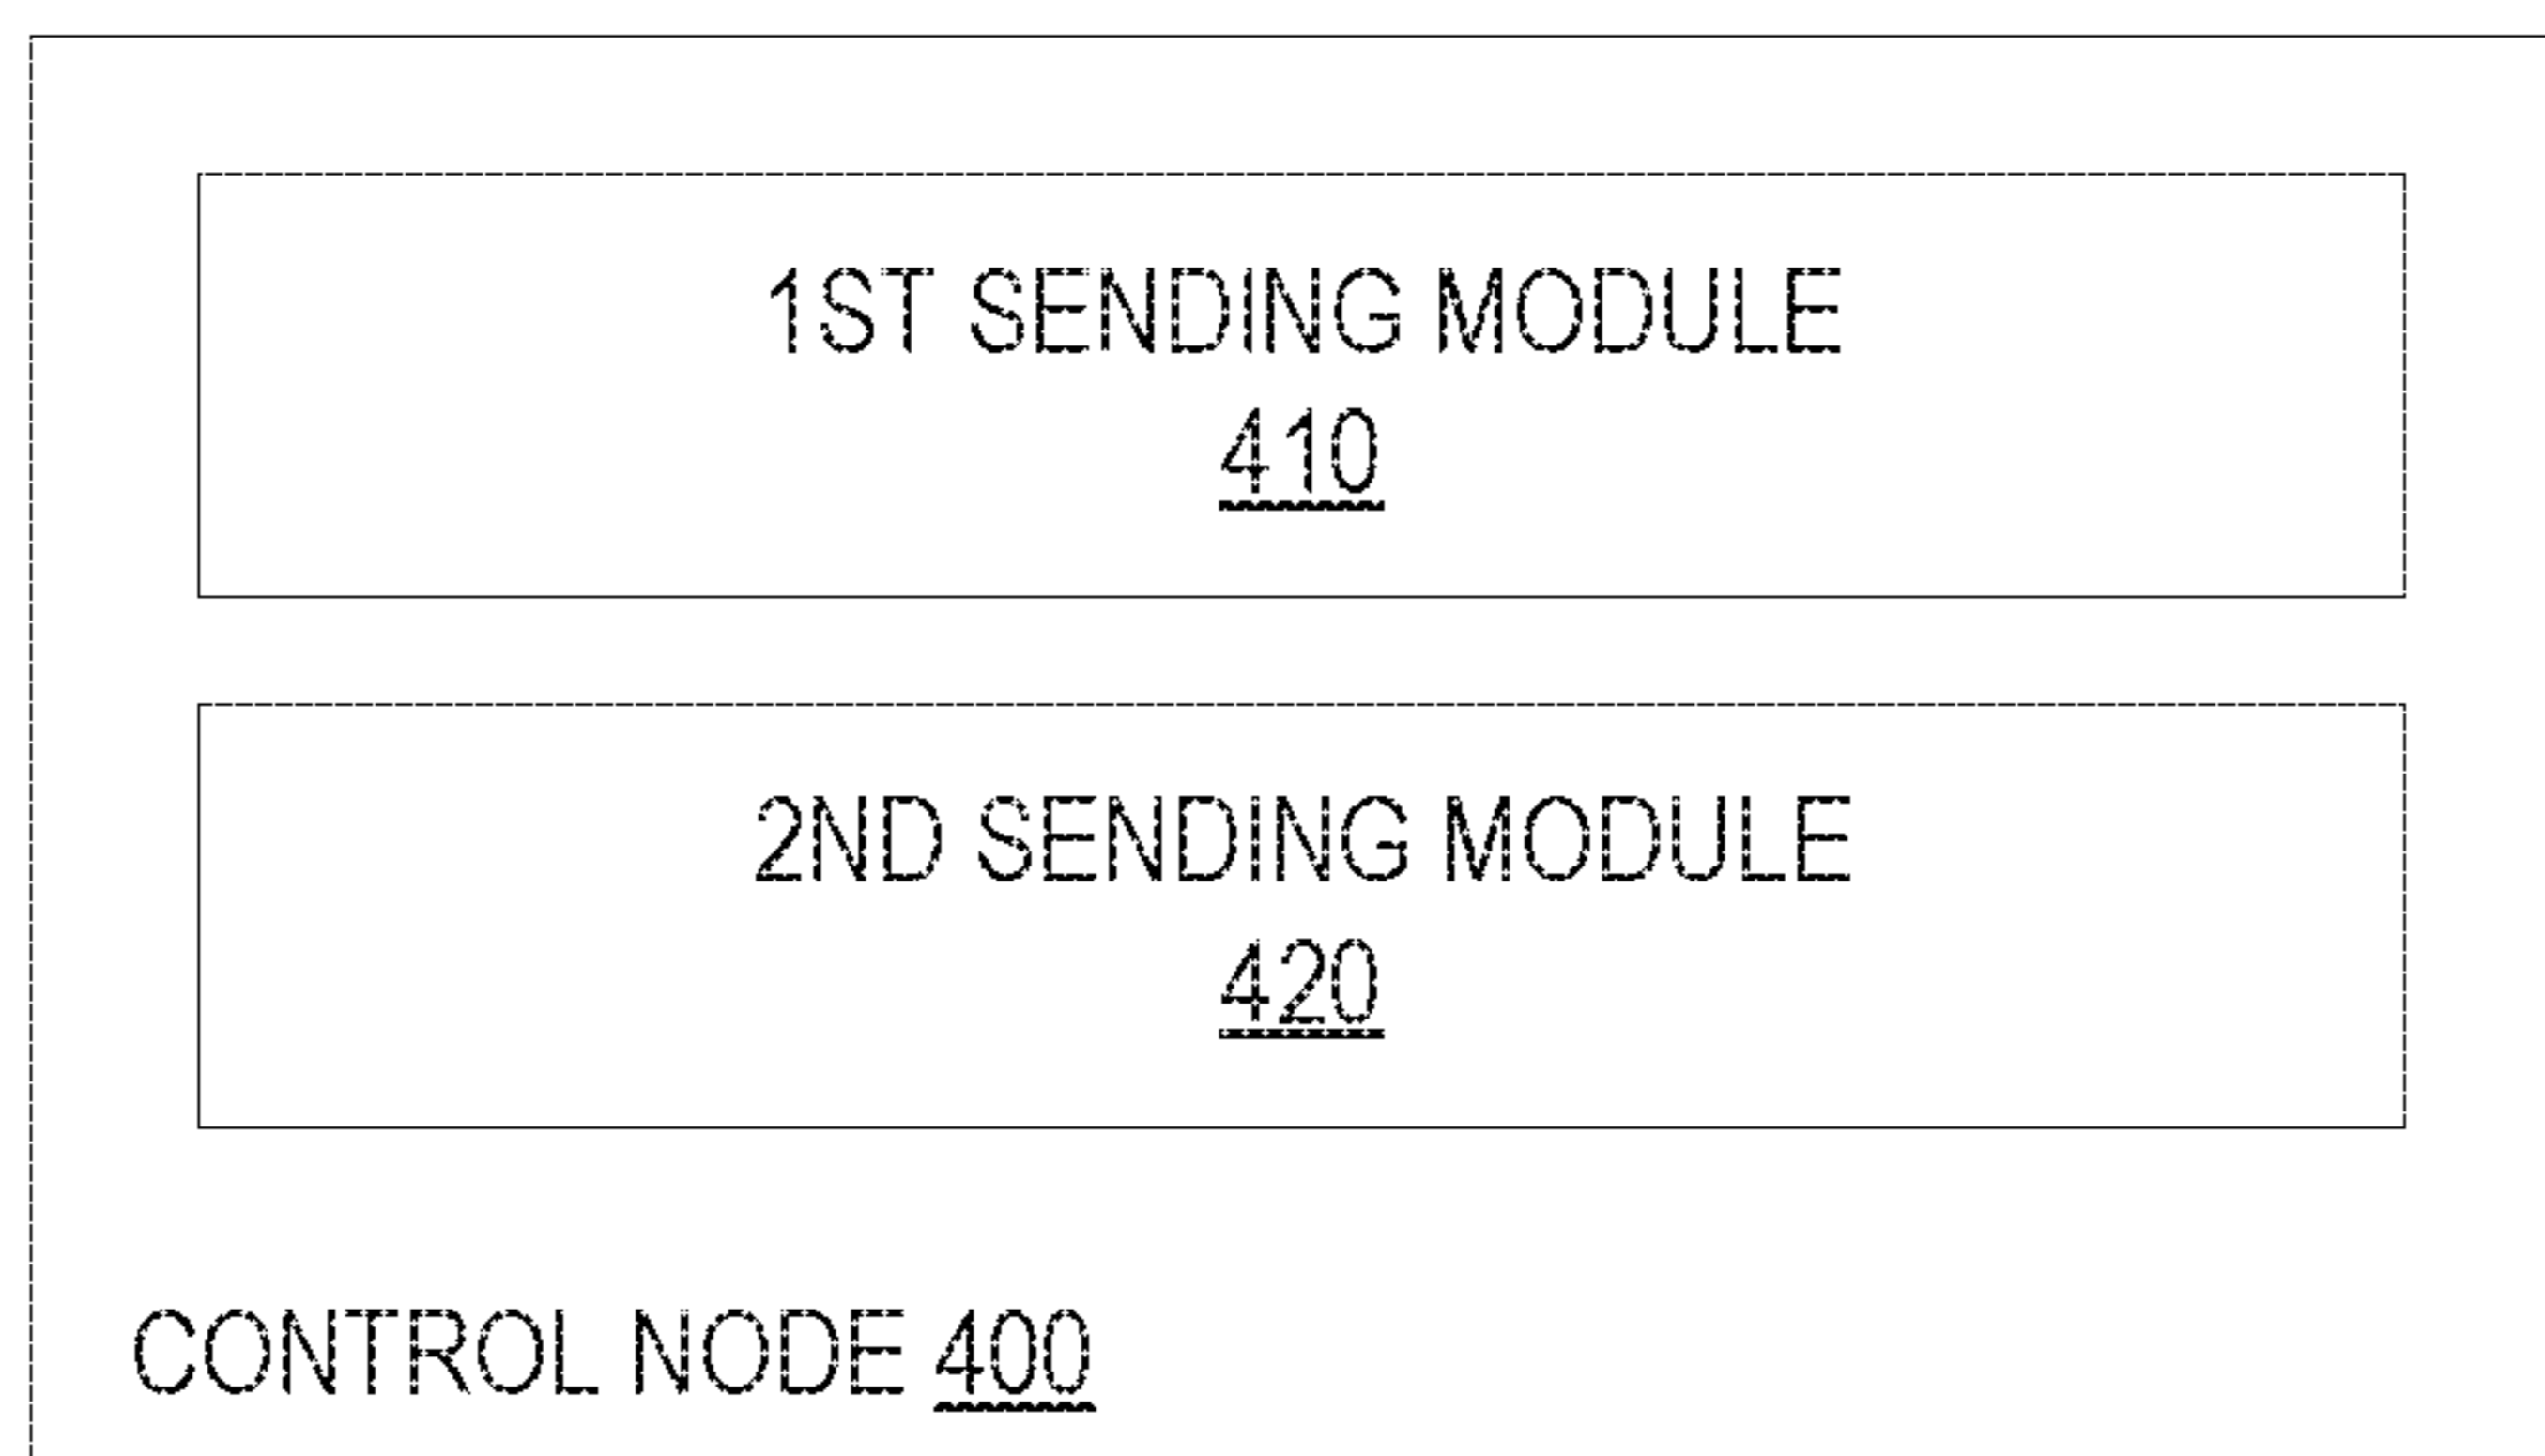 1ST SENDING MODULE
410
2ND SENDING MODULE
420
CONTROL NODE 400